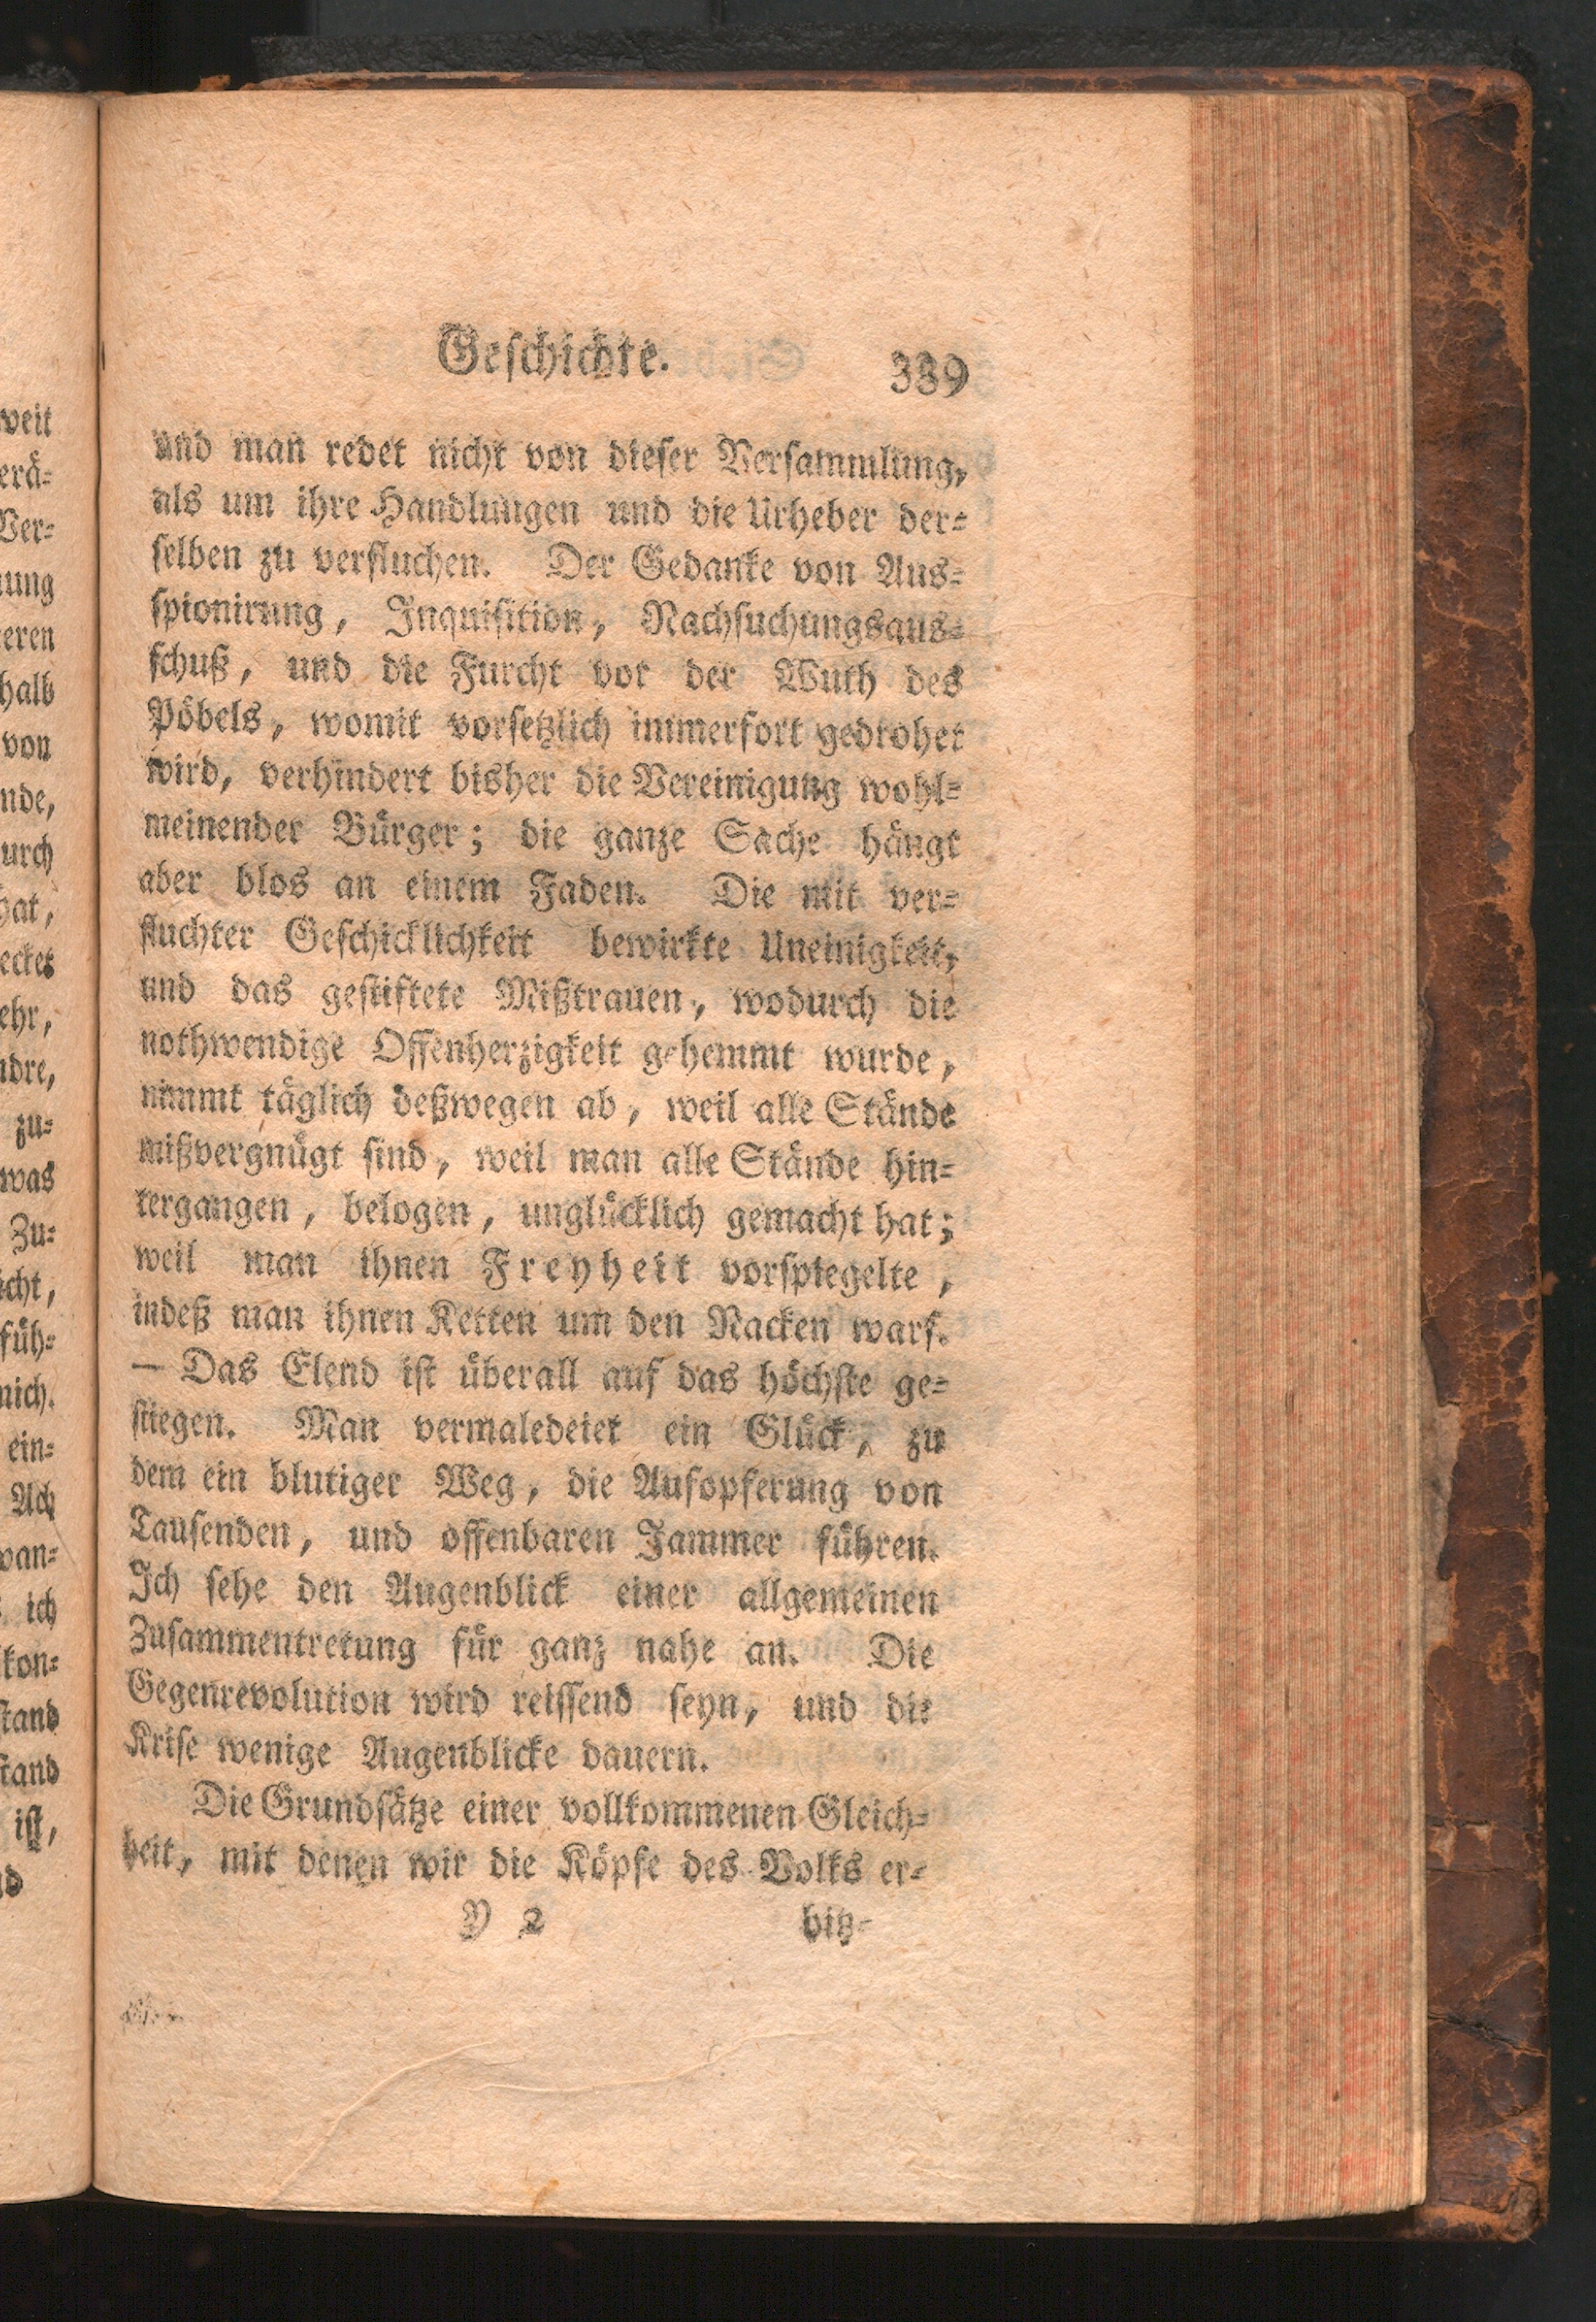 Geschichte. 339
und man redet nicht von dieser Versammlung,
als um ihre Handlungen und die Urheber der-
selben zu verfluchen. Der Gedanke von Aus-
spionirung, Inquisition, Nachsuchungsaus-
schuß, und die Furcht vor der Wuth des
Pöbels, womit vorsetzlich immerfort gedrohet
wird, verhindert bisher die Vereinigung wohl-
meinender Bürger; die ganze Sache hängt
aber blos an einem Faden. Die mit ver-
fluchter Geschicklichkeit bewirkte Uneinigkeit,
und das gestiftete Mißtrauen, wodurch die
nothwendige Offenherzigkeit gehemmt wurde,
nimmt täglich deßwegen ab, weil alle Stände
mißvergnügt sind, weil man alle Stände hin-
tergangen, belogen, unglücklich gemacht hat;
weil man ihnen Freyheit vorspiegelte,
indeß man ihnen Ketten um den Nacken warf.
— Das Elend ist überall auf das höchste ge-
stiegen. Man vermaledeiet ein Glück, zu
dem ein blutiger Weg, die Aufopferung von
Tausenden, und offenbaren Jammer führen.
Ich sehe den Augenblick einer allgemeinen
Zusammentretung für ganz nahe an. Die
Gegenrevolution wird reissend seyn, und die
Krise wenige Augenblicke dauern.
Die Grundsätze einer vollkommenen Gleich-
heit, mit denen wir die Köpfe des Volks er-
Y 2 hitz-